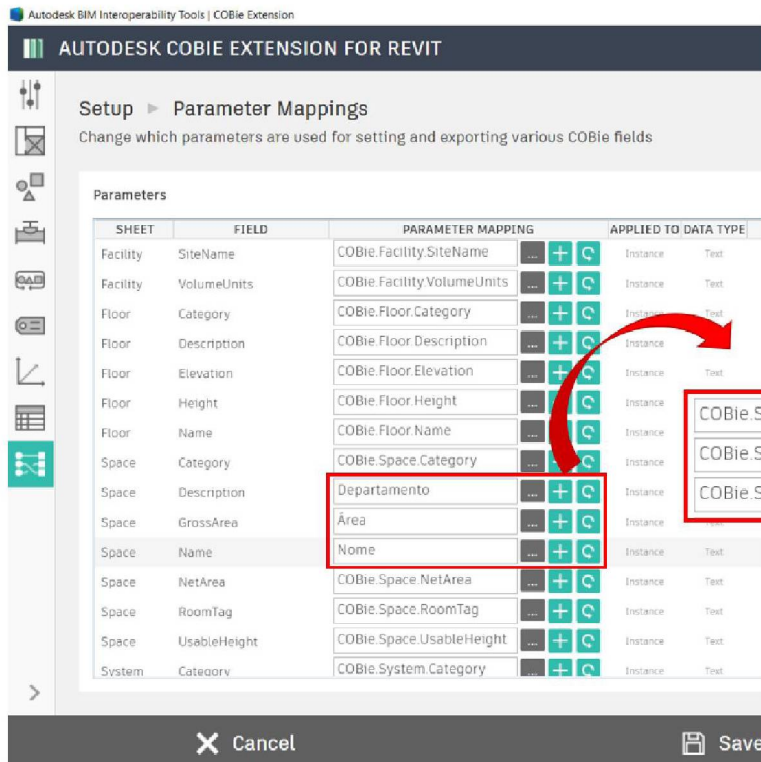 Autodesk BIM Interoperability Tools | COBie Extension
AUTODESK COBIE EXTENSION FOR REVIT
Setup ▶ Parameter Mappings
Change which parameters are used for setting and exporting various COBie fields
Parameters
SHEET FIELD PARAMETER MAPPING APPLIED TO DATA TYPE
Facility SiteName COBie.Facility.SiteName ... Instance Text
Facility VolumeUnits COBie.Facility.VolumeUnits ... Instance Text
Floor Category COBie.Floor.Category ... Instance Text
Floor Description COBie.Floor.Description ... Instance
Floor Elevation COBie.Floor.Elevation ... Instance Text
Floor Height COBie.Floor.Height ... Instance
COBie.S
Floor Name COBie.Floor.Name ... Instance
Space Category COBie.Space.Category ... Instance
COBie.S
Space Description Departamento ... Instance
COBie.S
Space GrossArea Área ... Instance
Space Name Nome ... Instance Text
Space NetArea COBie.Space.NetArea ... Instance Text
Space RoomTag COBie.Space.RoomTag ... Instance Text
Space UsableHeight COBie.Space.UsableHeight ... Instance Text
System Category COBie.System.Category ... Instance Text
Cancel Save